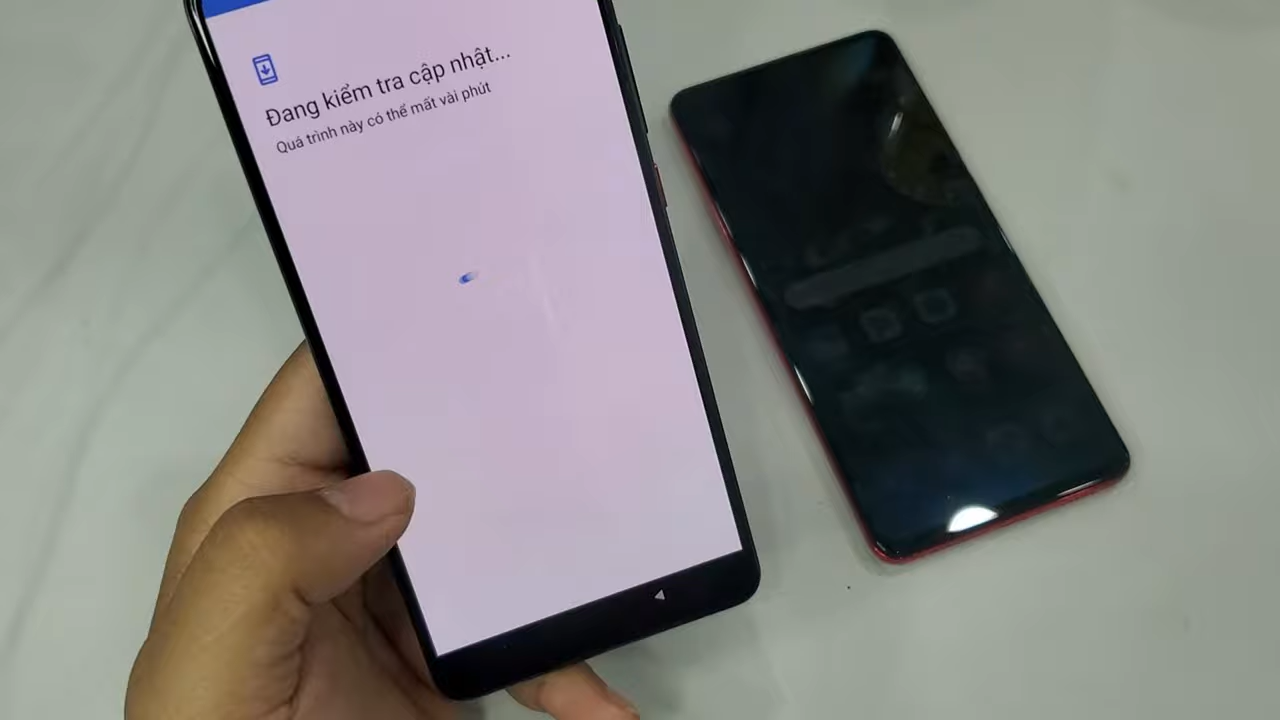 Đang kiểm tra cập nhật...
Quá trình này có thể mất vài phút